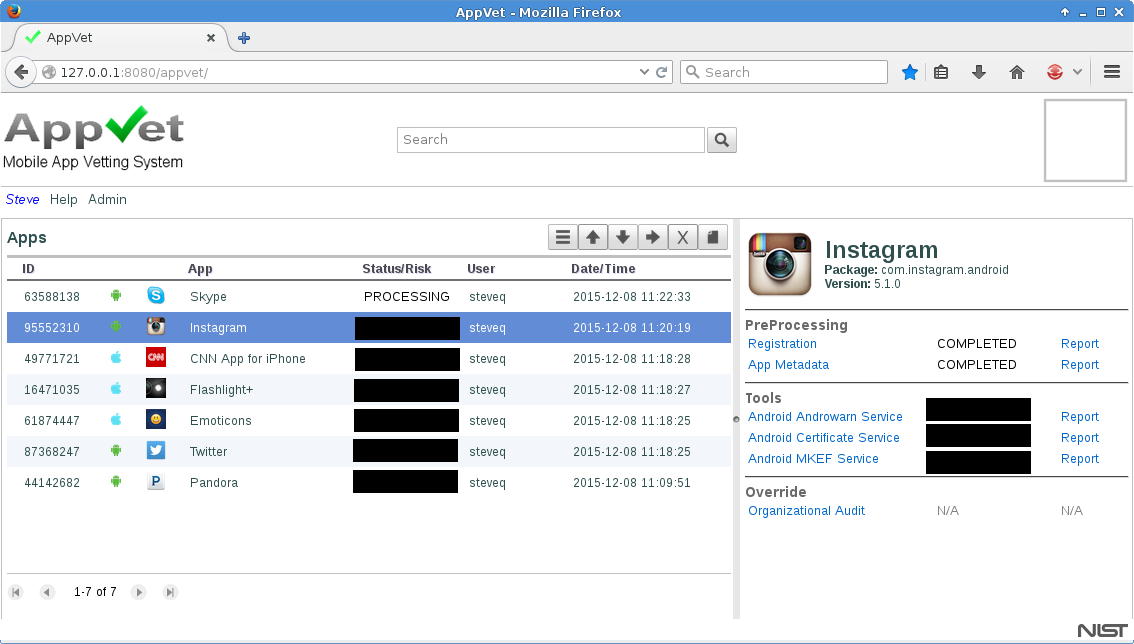 AppVet - Mozilla Firefox
AppVet
127.0.0.1:8080/appvet/
Search
AppVet
Mobile App Vetting System
Search
Steve Help Admin
Apps
X
ID App Status/Risk User Date/Time
63588138 S Skype PROCESSING steveq 2015-12-08 11:22:33
95552310 Instagram steveq 2015-12-08 11:20:19
49771721 CNN CNN App for iPhone steveq 2015-12-08 11:18:28
16471035 Flashlight+ steveq 2015-12-08 11:18:27
61874447 Emoticons steveq 2015-12-08 11:18:25
87368247 Twitter steveq 2015-12-08 11:18:25
44142682 P Pandora steveq 2015-12-08 11:09:51
1-7 of 7
Instagram
Package: com.instagram.android
Version: 5.1.0
PreProcessing
Registration COMPLETED Report
App Metadata COMPLETED Report
Tools
Android Androwarn Service Report
Android Certificate Service Report
Android MKEF Service Report
Override
Organizational Audit N/A N/A
NIST